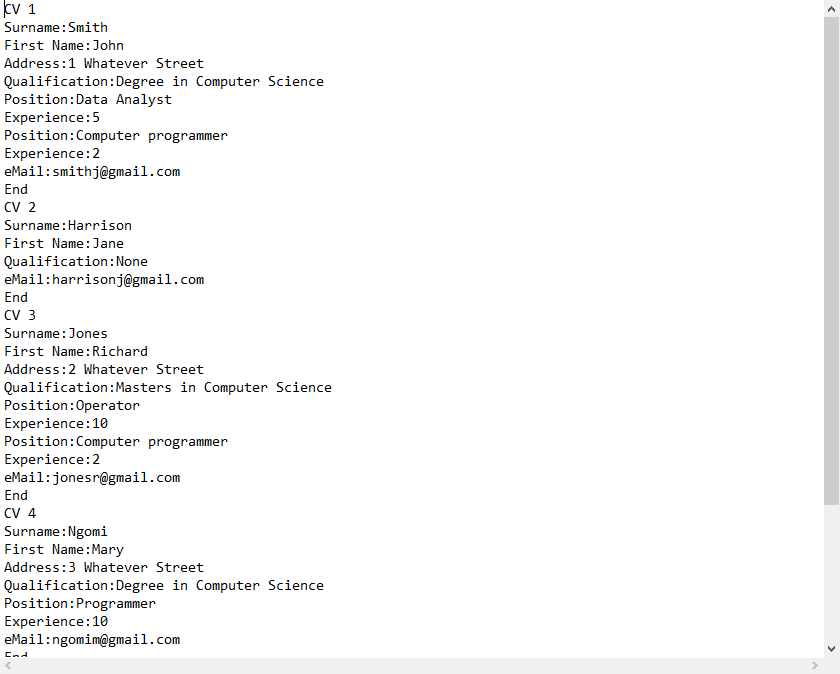 CV 1
Surname:Smith
First Name:John
Address:1 Whatever Street
Qualification:Degree in Computer Science
Position:Data Analyst
Experience:5
Position:Computer programmer
Experience:2
eMail:smithj@gmail.com
End
CV 2
Surname:Harrison
First Name:Jane
Qualification:None
eMail:harrisonj@gmail.com
End
CV 3
Surname:Jones
First Name:Richard
Address:2 Whatever Street
Qualification:Masters in Computer Science
Position:Operator
Experience:10
Position:Computer programmer
Experience:2
eMail:jonesr@gmail.com
End
CV 4
Surname:Ngomi
First Name:Mary
Address:3 Whatever Street
Qualification:Degree in Computer Science
Position:Programmer
Experience:10
eMail:ngomim@gmail.com
End